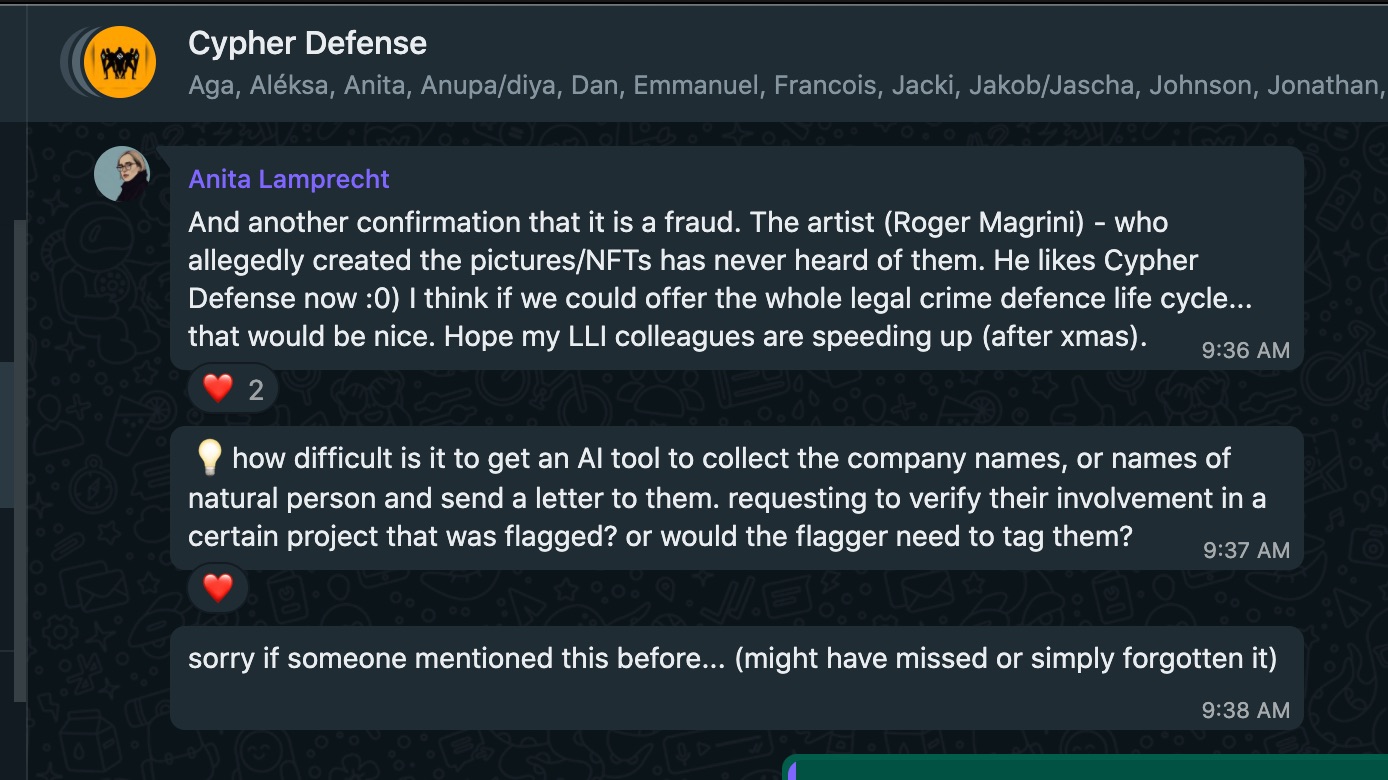 Cypher Defense
Aga, Aléksa, Anita, Anupa/diya, Dan, Emmanuel, Francois, Jacki, Jakob/Jascha, Johnson, Jonathan,
Anita Lamprecht
And another confirmation that it is a fraud. The artist (Roger Magrini) - who
allegedly created the pictures/NFTs has never heard of them. He likes Cypher
Defense now :0) I think if we could offer the whole legal crime defence life cycle...
that would be nice. Hope my LLI colleagues are speeding up (after xmas).
9:36 AM
❤️ 2
💡 how difficult is it to get an AI tool to collect the company names, or names of
natural person and send a letter to them. requesting to verify their involvement in a
certain project that was flagged? or would the flagger need to tag them?
9:37 AM
❤️
sorry if someone mentioned this before... (might have missed or simply forgotten it)
9:38 AM